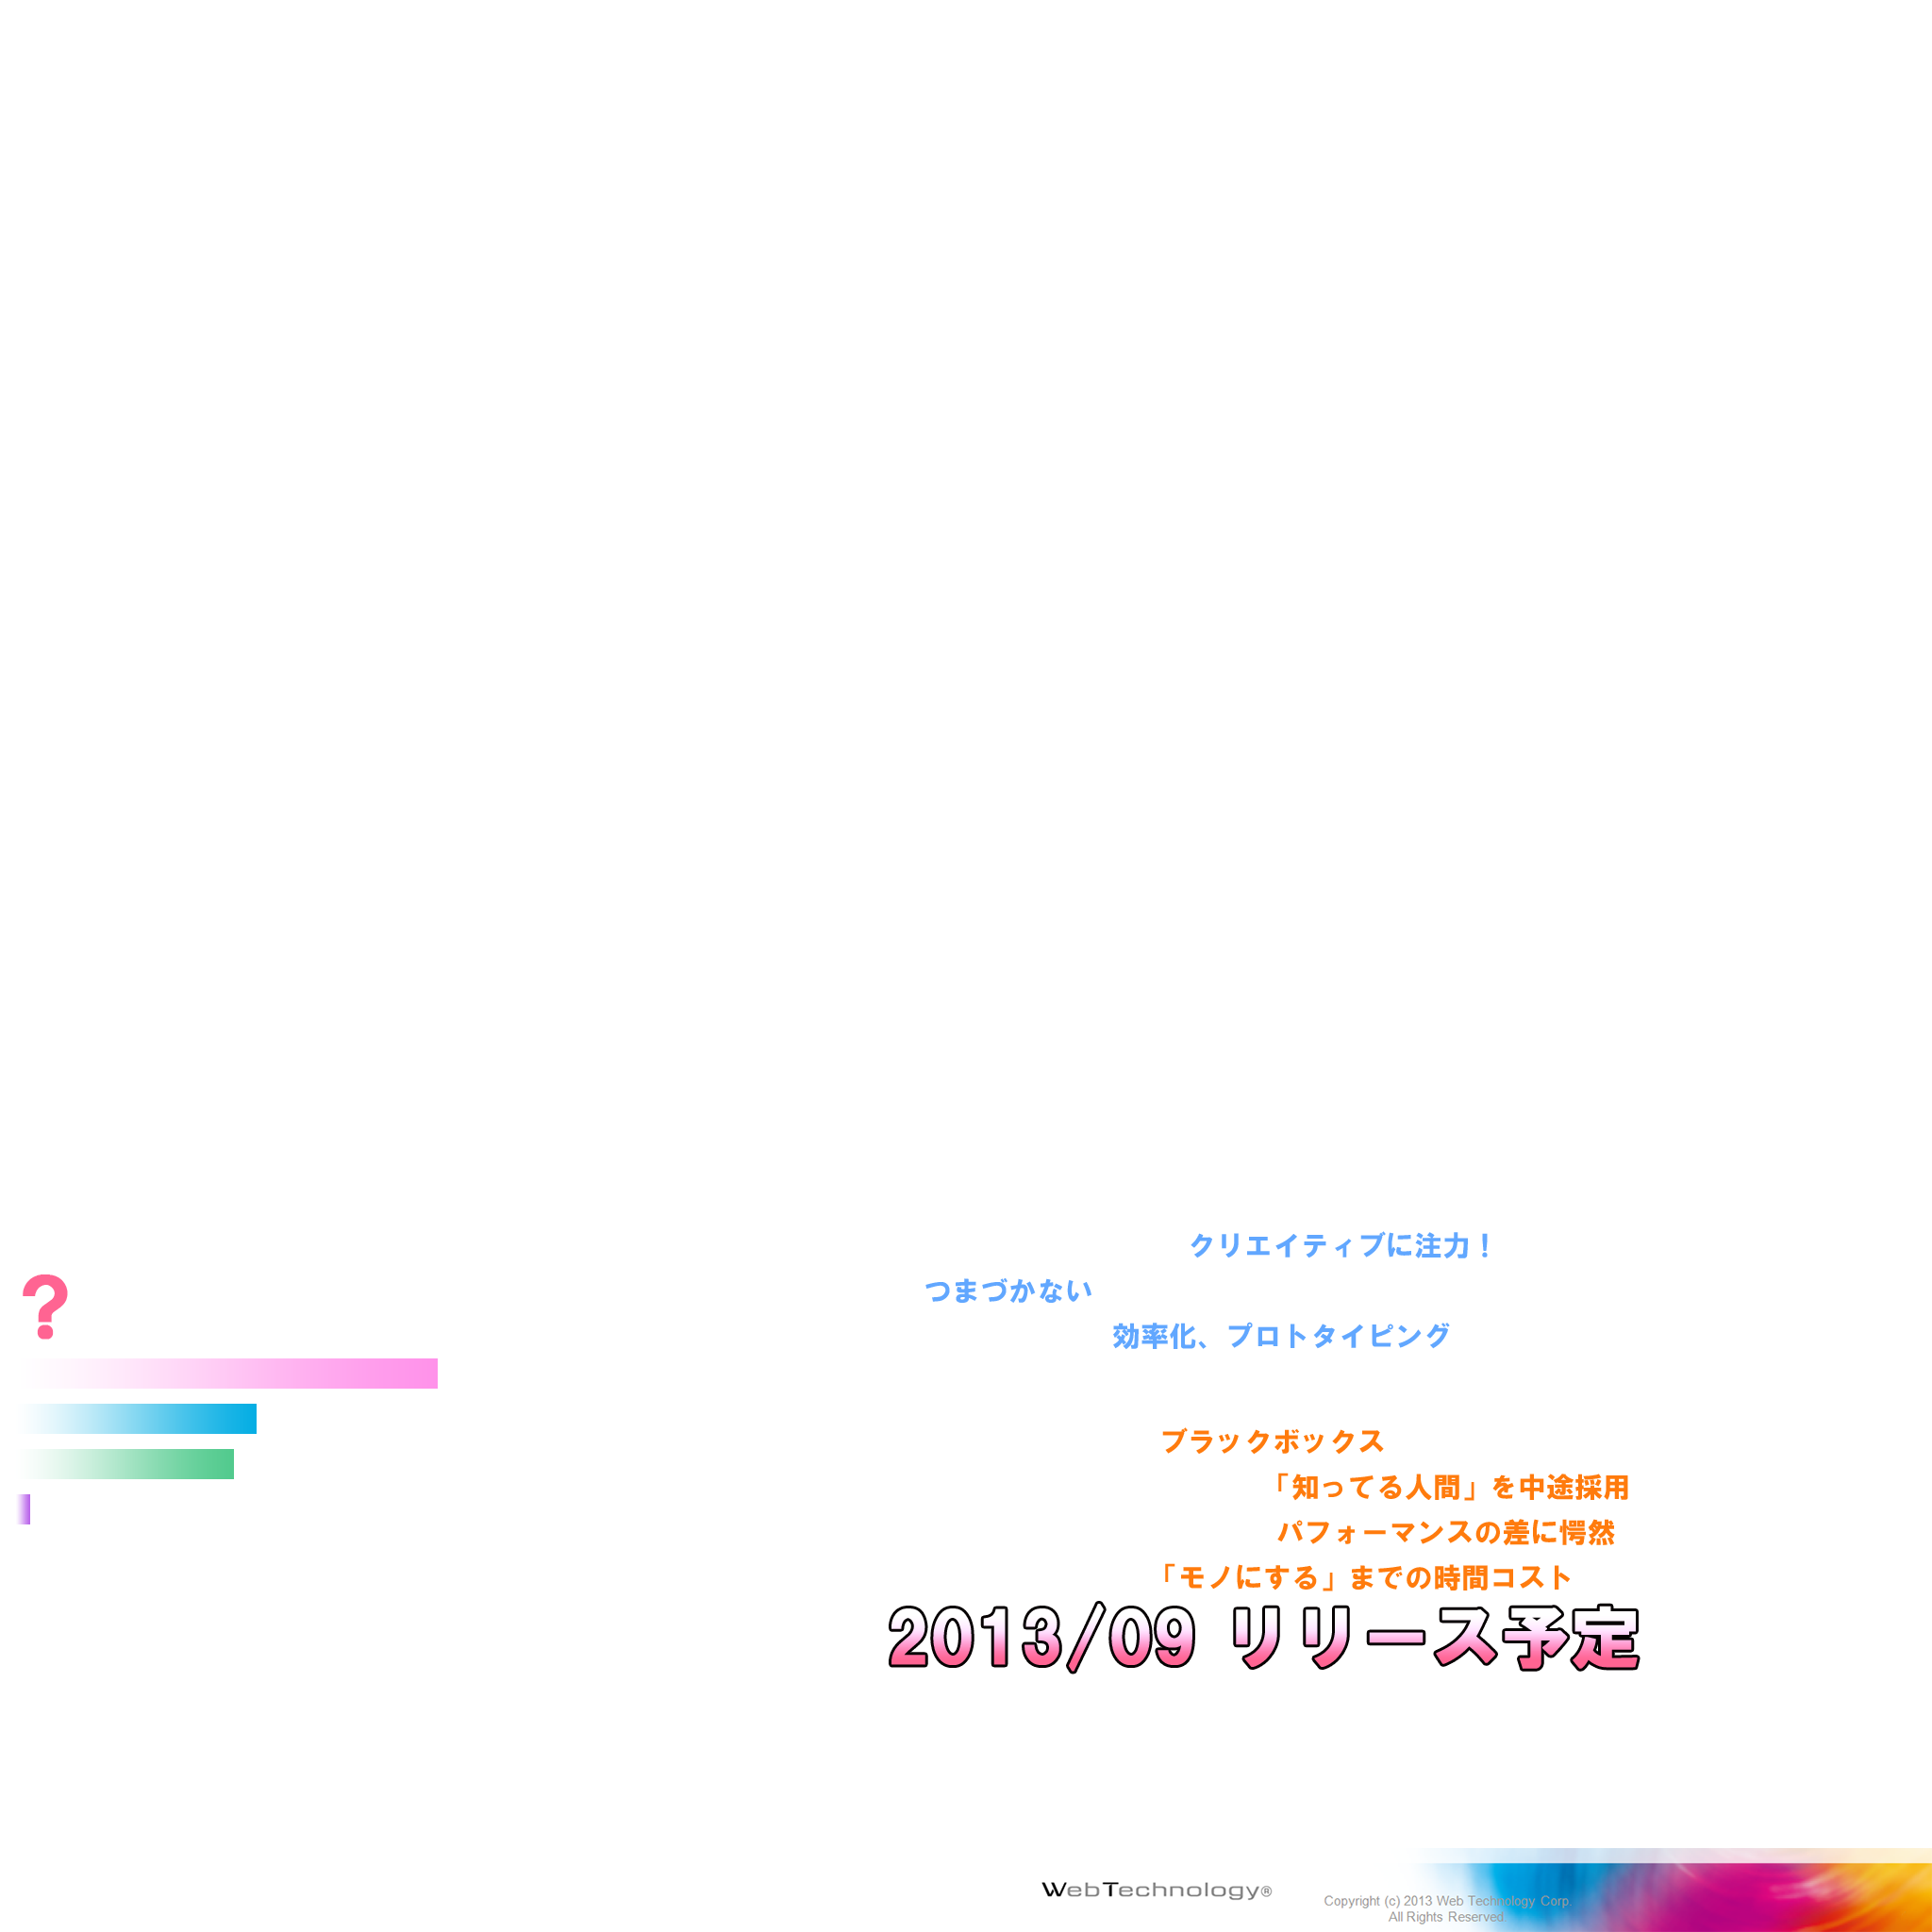 クリエイティブに注力！
?
つまづかない
効率化、プロトタイピング
ブラックボックス
「知ってる人間」を中途採用
パフォーマンスの差に愕然
「モノにする」までの時間コスト
2013/09 リリース予定
WebTechnology®
Copyright (c) 2013 Web Technology Corp.
All Rights Reserved.